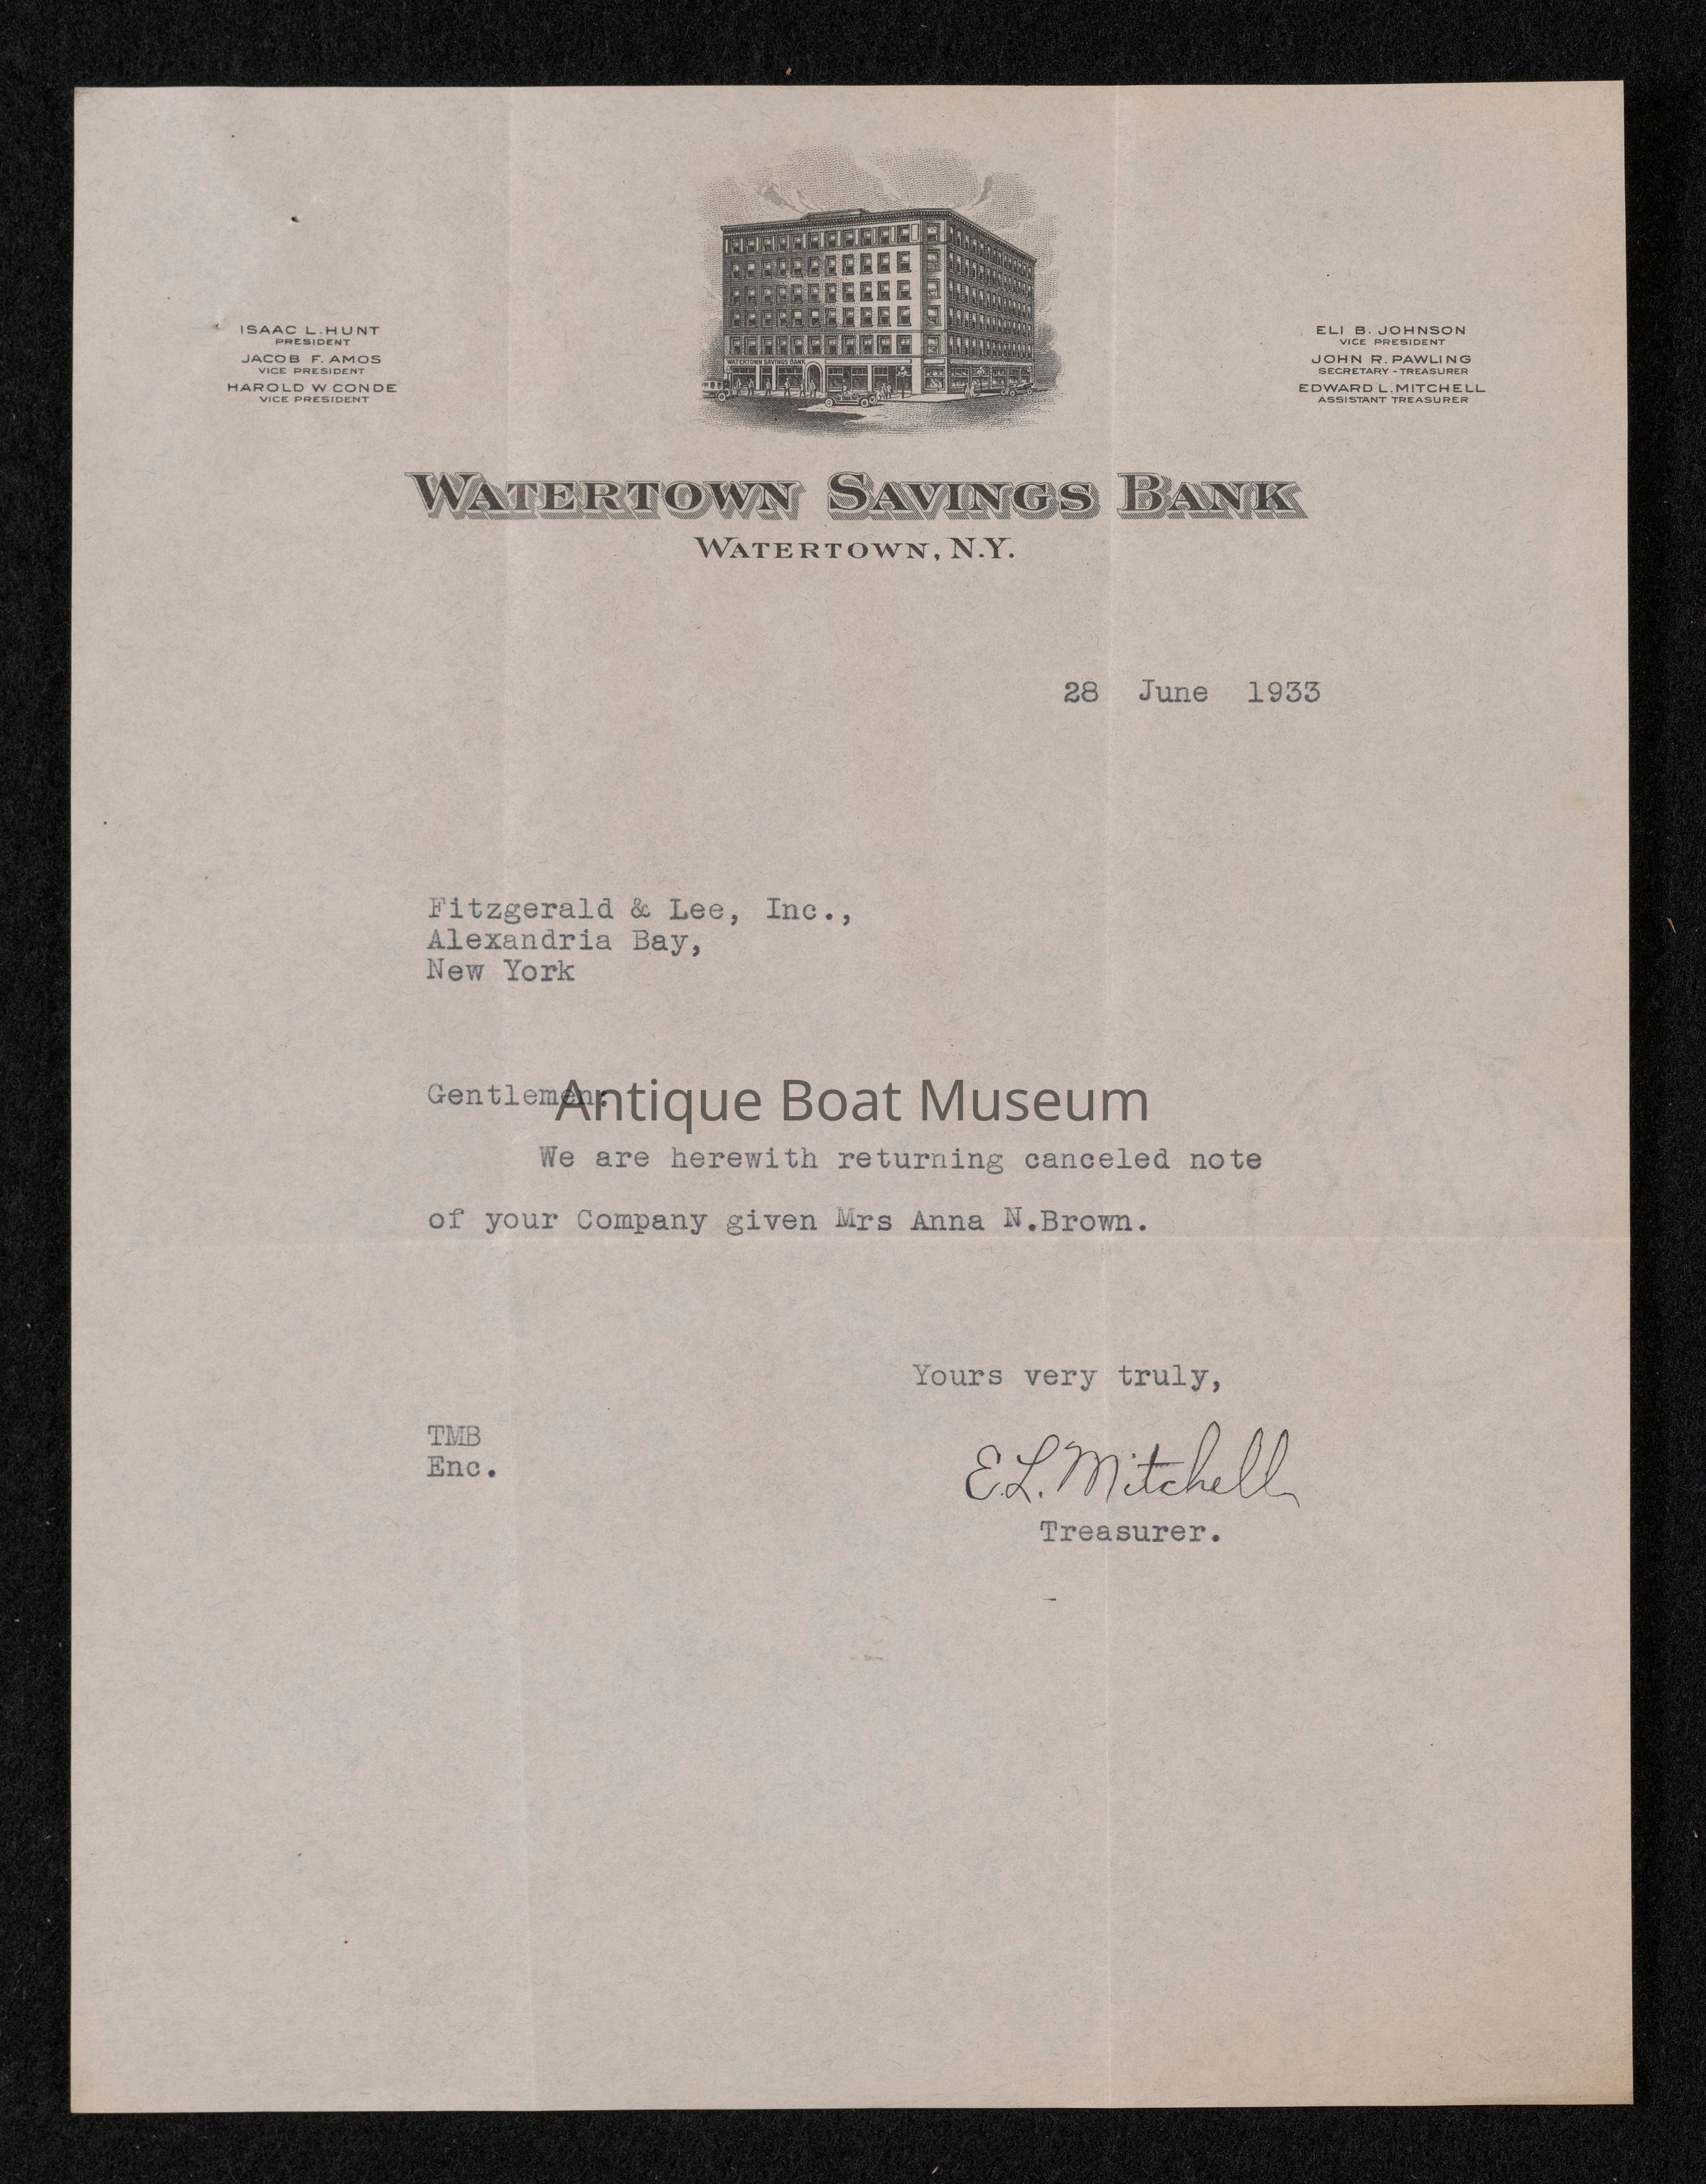 ISAAC L. HUNT
PRESIDENT
JACOB F. AMOS
VICE PRESIDENT
HAROLD W CONDE
VICE PRESIDENT
WATERTOWN SAVINGS BANK
ELI B. JOHNSON
VICE PRESIDENT
JOHN R. PAWLING
SECRETARY - TREASURER
EDWARD L. MITCHELL
ASSISTANT TREASURER
WATERTOWN SAVINGS BANK
WATERTOWN, N.Y.
28 June 1933
Fitzgerald & Lee, Inc.,
Alexandria Bay,
New York
Gentlemen:
Antique Boat Museum
We are herewith returning canceled note
of your Company given Mrs Anna N.Brown.
Yours very truly,
TMB
Enc.
E.L. Mitchell
Treasurer.